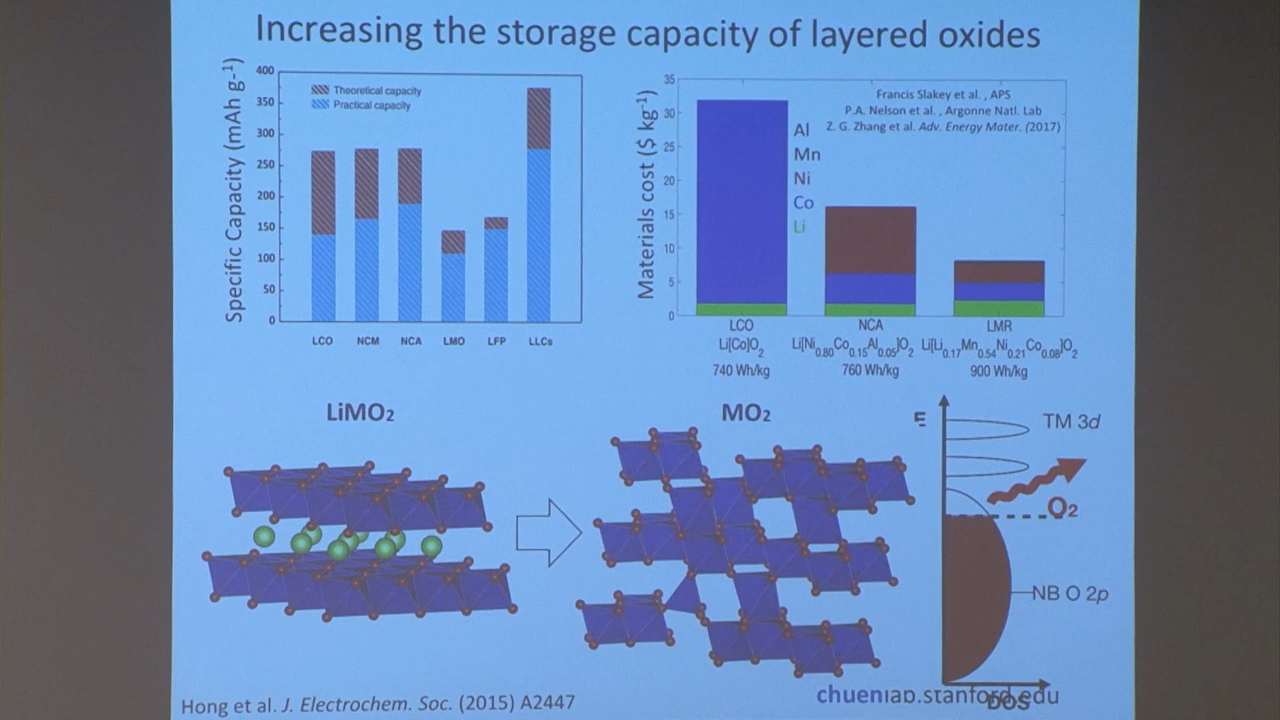 Increasing the storage capacity of layered oxides
Specific Capacity (mAh g-1)
400
350
300
250
200
150
100
50
0
Theoretical capacity
Practical capacity
LCO NCM NCA LMO LFP LLCs
Materials cost ($ kg-1)
35
30
25
20
15
10
5
0
Francis Slakey et al. , APS
P.A. Nelson et al. , Argonne Natl. Lab
Z. G. Zhang et al. Adv. Energy Mater. (2017)
Al
Mn
Ni
Co
Li
LCO NCA LMR
Li[Co]O2 Li[Ni0.80Co0.15Al0.05]O2 Li[Li0.17Mn0.54Ni0.21Co0.08]O2
740 Wh/kg 760 Wh/kg 900 Wh/kg
LiMO2
MO2
E
TM 3d
O2
NB O 2p
DOS
Hong et al. J. Electrochem. Soc. (2015) A2447
chuenlab.stanford.edu